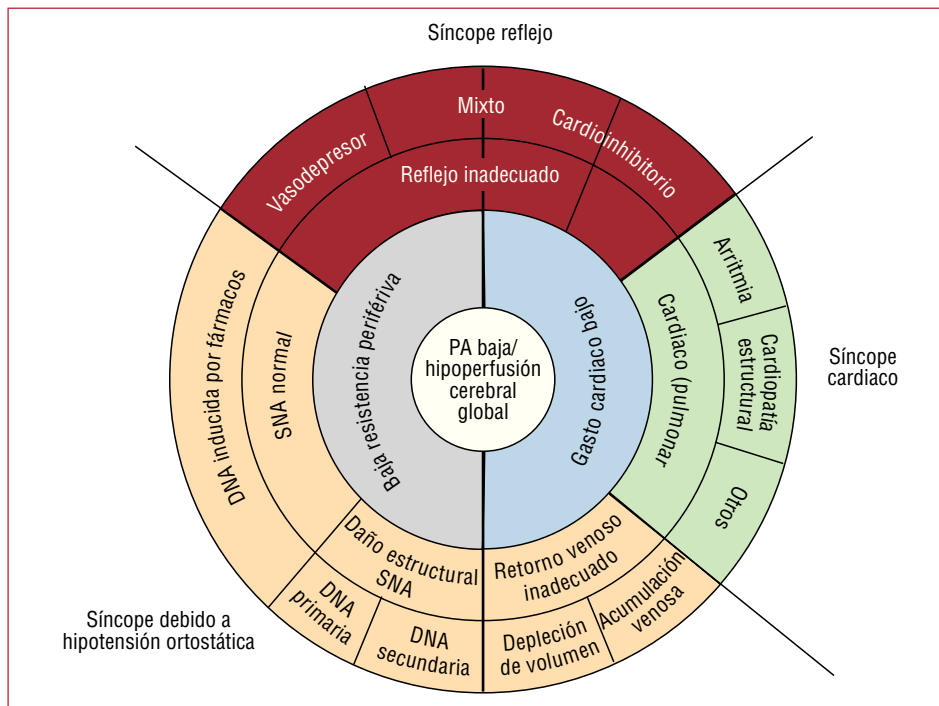 Síncope reflejo
Mixto
Vasodepresor
Cardioinhibitorio
Reflejo inadecuado
DNA inducida por fármacos
SNA normal
Baja resistencia perifériva
PA baja/
hipoperfusión
cerebral
global
Gasto cardiaco bajo
Cardiaco (pulmonar
Arritmia
Cardiopatía
estructural
Otros
Síncope
cardiaco
Daño estructural
SNA
Retorno venoso
inadecuado
DNA
primaria
DNA
secundaria
Depleción
de volumen
Acumulación
venosa
Síncope debido a
hipotensión ortostática